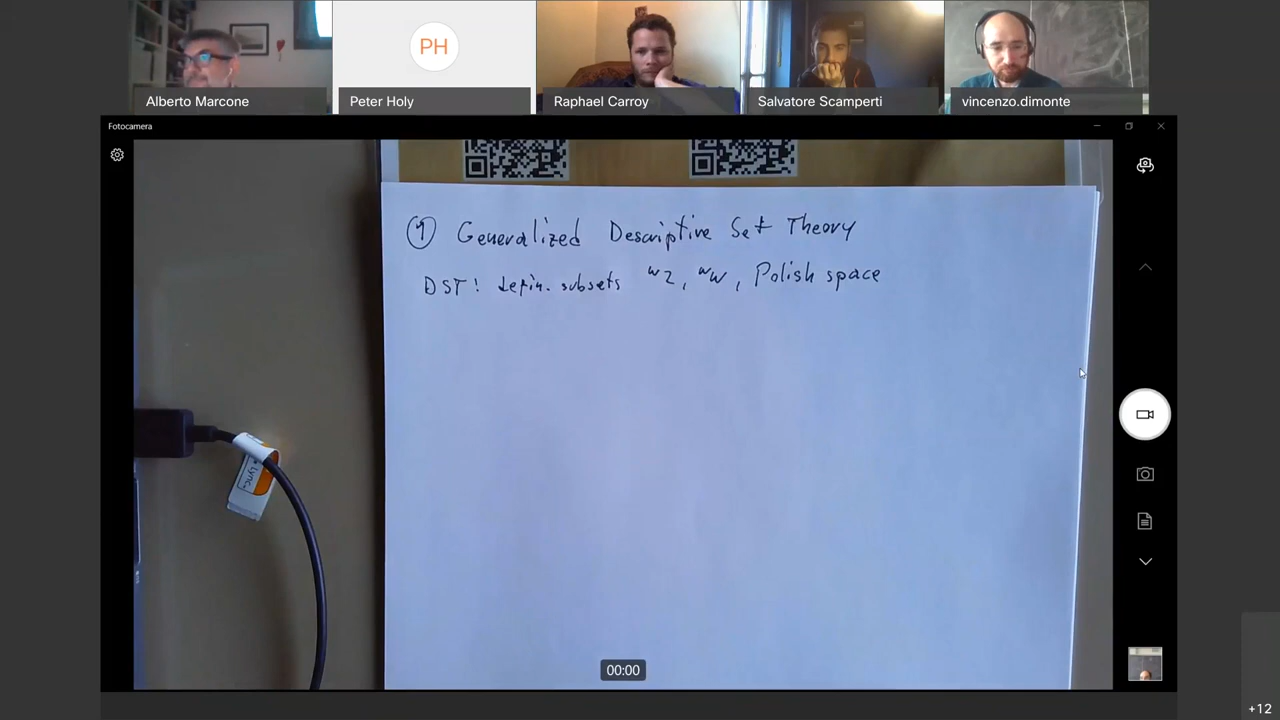 PH
Alberto Marcone
Peter Holy
Raphael Carroy
Salvatore Scamperti
vincenzo.dimonte
Fotocamera
① Generalized Descriptive Set Theory
DST: defin. subsets ω2, ωω, Polish space
Lync.
00:00
+12